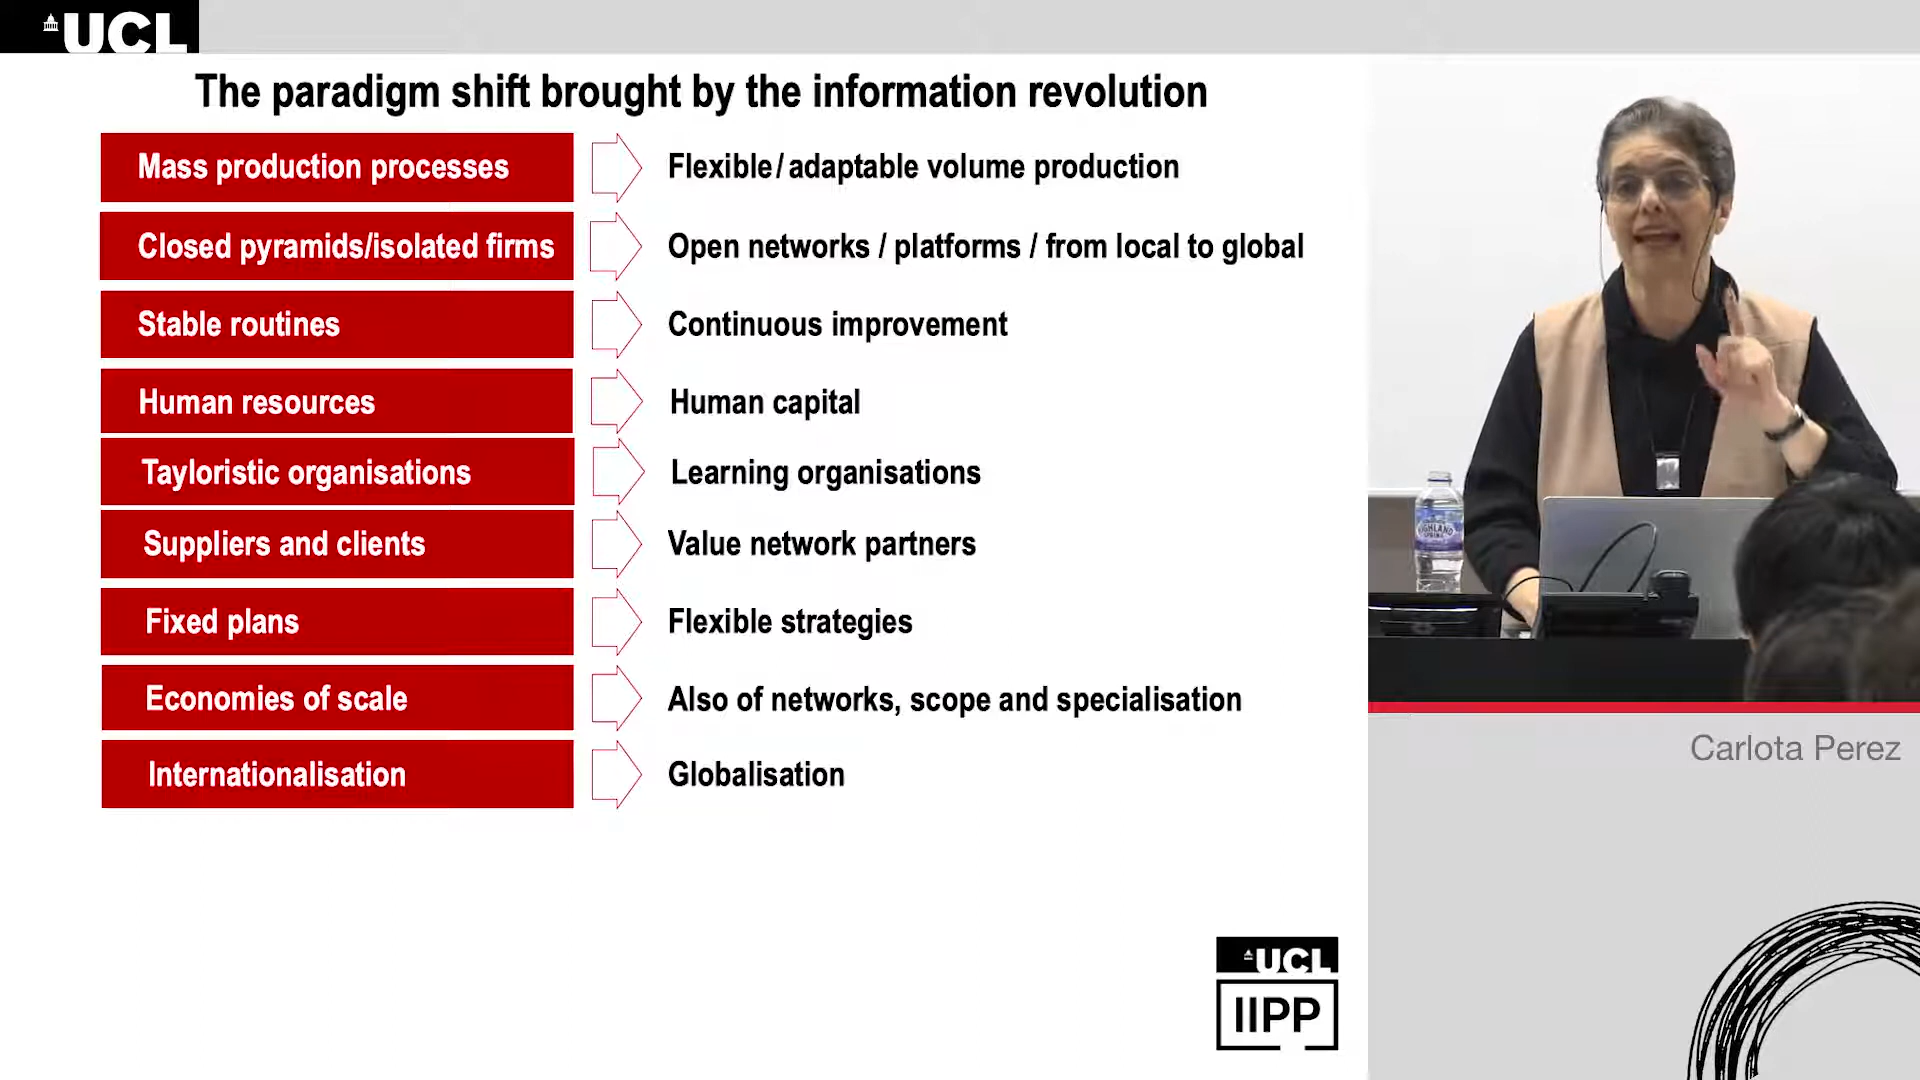 UCL
The paradigm shift brought by the information revolution
Mass production processes
Flexible / adaptable volume production
Closed pyramids/isolated firms
Open networks / platforms / from local to global
Stable routines
Continuous improvement
Human resources
Human capital
Tayloristic organisations
Learning organisations
Suppliers and clients
Value network partners
Fixed plans
Flexible strategies
Economies of scale
Also of networks, scope and specialisation
Internationalisation
Globalisation
HIGHLAND
SPRING
Carlota Perez
UCL
IIPP